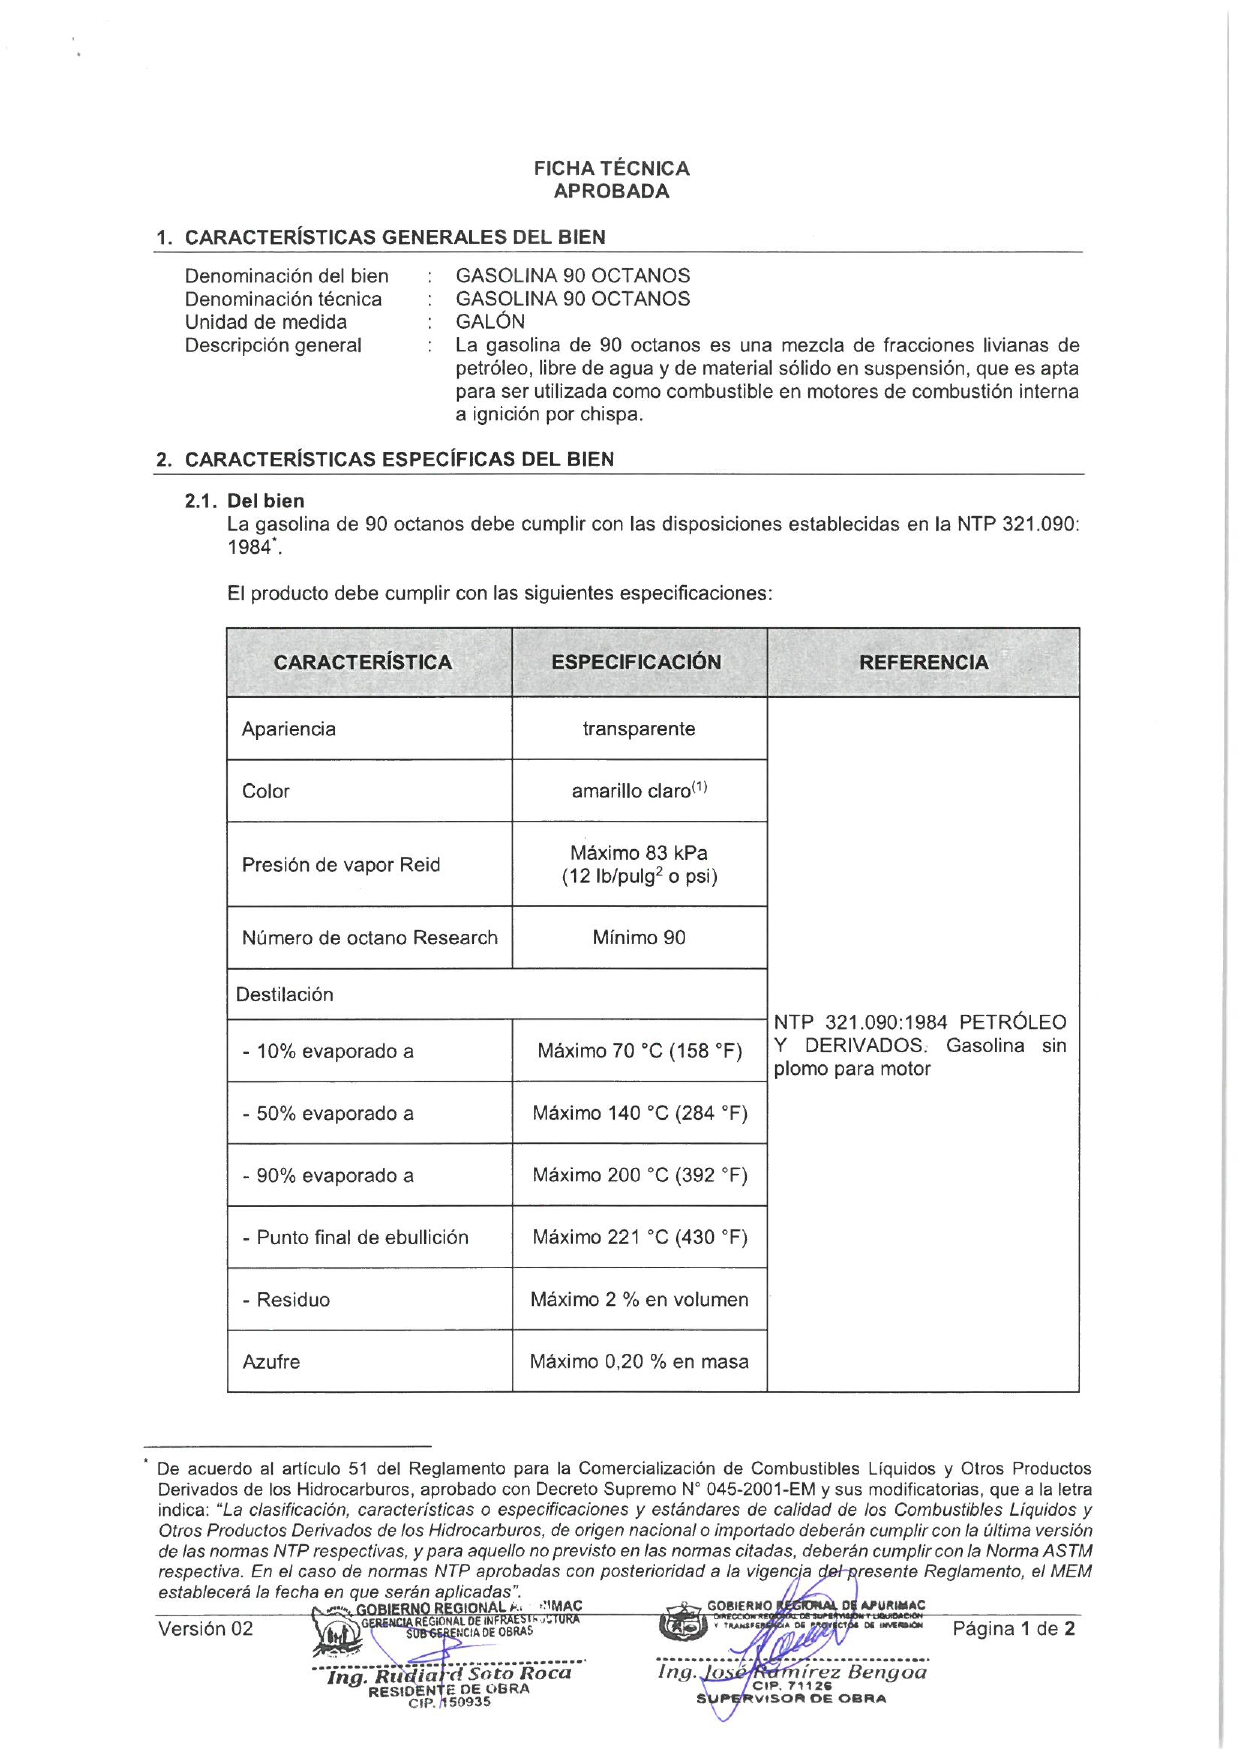 FICHA TÉCNICA
APROBADA
1. CARACTERÍSTICAS GENERALES DEL BIEN
Denominación del bien : GASOLINA 90 OCTANOS
Denominación técnica : GASOLINA 90 OCTANOS
Unidad de medida : GALÓN
Descripción general : La gasolina de 90 octanos es una mezcla de fracciones livianas de
petróleo, libre de agua y de material sólido en suspensión, que es apta
para ser utilizada como combustible en motores de combustión interna
a ignición por chispa.
2. CARACTERÍSTICAS ESPECÍFICAS DEL BIEN
2.1. Del bien
La gasolina de 90 octanos debe cumplir con las disposiciones establecidas en la NTP 321.090:
1984*.
El producto debe cumplir con las siguientes especificaciones:
CARACTERÍSTICA ESPECIFICACIÓN REFERENCIA
Apariencia transparente
Color amarillo claro(1)
Presión de vapor Reid Máximo 83 kPa
(12 lb/pulg2 o psi)
Número de octano Research Mínimo 90
Destilación
- 10% evaporado a Máximo 70 °C (158 °F)
- 50% evaporado a Máximo 140 °C (284 °F)
- 90% evaporado a Máximo 200 °C (392 °F)
- Punto final de ebullición Máximo 221 °C (430 °F)
- Residuo Máximo 2 % en volumen
Azufre Máximo 0,20 % en masa
NTP 321.090:1984 PETRÓLEO
Y DERIVADOS. Gasolina sin
plomo para motor
* De acuerdo al artículo 51 del Reglamento para la Comercialización de Combustibles Líquidos y Otros Productos
Derivados de los Hidrocarburos, aprobado con Decreto Supremo N° 045-2001-EM y sus modificatorias, que a la letra
indica: "La clasificación, características o especificaciones y estándares de calidad de los Combustibles Líquidos y
Otros Productos Derivados de los Hidrocarburos, de origen nacional o importado deberán cumplir con la última versión
de las normas NTP respectivas, y para aquello no previsto en las normas citadas, deberán cumplir con la Norma ASTM
respectiva. En el caso de normas NTP aprobadas con posterioridad a la vigencia del presente Reglamento, el MEM
establecerá la fecha en que serán aplicadas".
Versión 02
Página 1 de 2
GOBIERNO REGIONAL
GERENCIA REGIONAL DE INFRAESTRUCTURA
SUB GERENCIA DE OBRAS
Ing. Rudiard Soto Roca
RESIDENTE DE OBRA
CIP. 150935
GOBIERNO REGIONAL DE APURIMAC
DIRECCIÓN REGIONAL DE SUPERVISIÓN Y LIQUIDACIÓN
Y TRANSFERENCIA DE PROYECTOS DE INVERSIÓN
Ing. José Ramírez Bengoa
CIP. 71126
SUPERVISOR DE OBRA